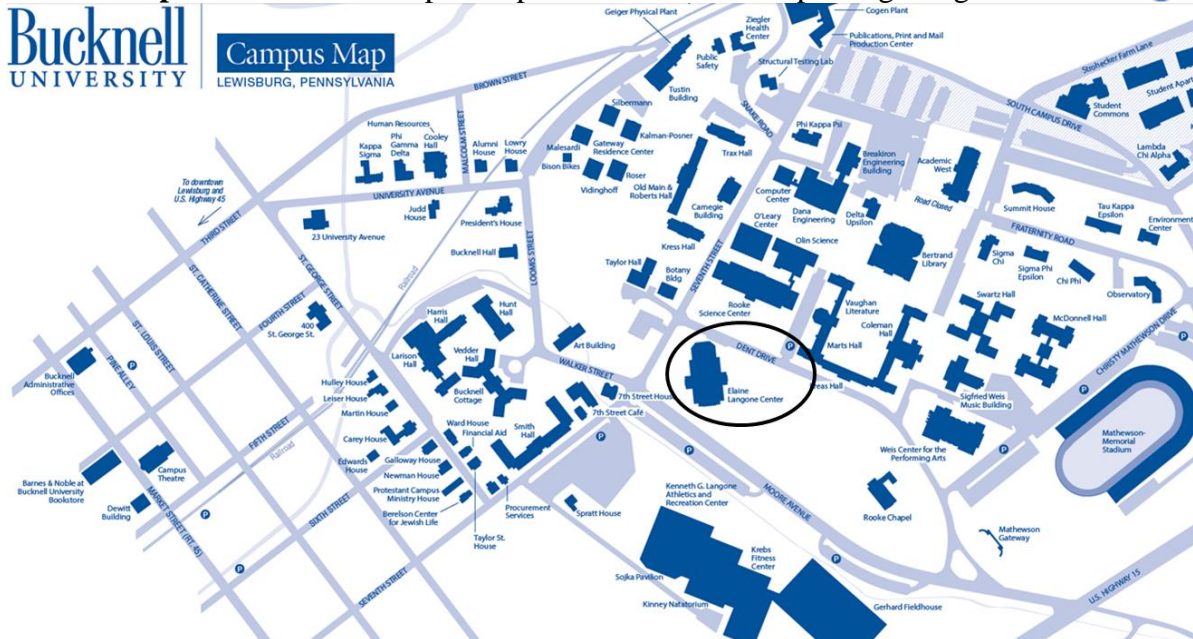 Bucknell
UNIVERSITY
Campus Map
LEWISBURG, PENNSYLVANIA
Geiger Physical Plant
Ziegler
Health
Center
Cogen Plant
Publications, Print and Mail
Production Center
Public
Safety
Structural Testing Lab
Tustin
Building
Strohecker Farm Lane
Student
Commons
SOUTH CAMPUS DRIVE
Lambda
Chi Alpha
BROWN STREET
SNAKE ROAD
Silbermann
Kalman-Posner
Gateway
Residence Center
Malesardi
Bison Bikes
Roser
Vidinghoff
Trax Hall
Phi Kappa Psi
Breakiron
Engineering
Building
Academic
West
Road Closed
Human Resources
Cooley
Hall
Phi
Gamma
Delta
Kappa
Sigma
MALCOLM STREET
Alumni
House
Lowry
House
To downtown
Lewisburg and
U.S. Highway 45
UNIVERSITY AVENUE
Judd
House
President's House
Old Main &
Roberts Hall
Carnegie
Building
Computer
Center
Dana
Engineering
Delta
Upsilon
Summit House
Tau Kappa
Epsilon
Environment
Center
THIRD STREET
23 University Avenue
Bucknell Hall
LOOMIS STREET
Kress Hall
O'Leary
Center
Olin Science
Bertrand
Library
FRATERNITY ROAD
Sigma
Chi
Sigma Phi
Epsilon
Chi Phi
Observatory
Taylor Hall
Botany
Bldg
SEVENTH STREET
Rooke
Science Center
Vaughan
Literature
Coleman
Hall
Swartz Hall
McDonnell Hall
CHRISTY MATHEWSON DRIVE
ST. CATHERINE STREET
ST. GEORGE STREET
Railroad
FOURTH STREET
400
St. George St.
Harris
Hall
Hunt
Hall
Larison
Hall
Vedder
Hall
Bucknell
Cottage
Art Building
WALKER STREET
DENT DRIVE
Marts Hall
Elaine
Langone Center
Sigfried Weis
Music Building
ST. LOUIS STREET
PINE ALLEY
P
Bucknell
Administrative
Offices
Hulley House
Leiser House
Martin House
Carey House
Edwards
House
Ward House
Financial Aid
Smith
Hall
7th Street House
7th Street Café
Weis Center for the
Performing Arts
Mathewson-
Memorial
Stadium
FIFTH STREET
Railroad
Campus
Theatre
Barnes & Noble at
Bucknell University
Bookstore
Dewitt
Building
MARKET STREET (RT. 45)
SIXTH STREET
Galloway House
Newman House
Protestant Campus
Ministry House
Berelson Center
for Jewish Life
Procurement
Services
Taylor St.
House
Spratt House
Kenneth G. Langone
Athletics and
Recreation Center
MOORE AVENUE
Rooke Chapel
Mathewson
Gateway
SEVENTH STREET
Krebs
Fitness
Center
Sojka Pavilion
Kinney Natatorium
Gerhard Fieldhouse
U.S. HIGHWAY 15